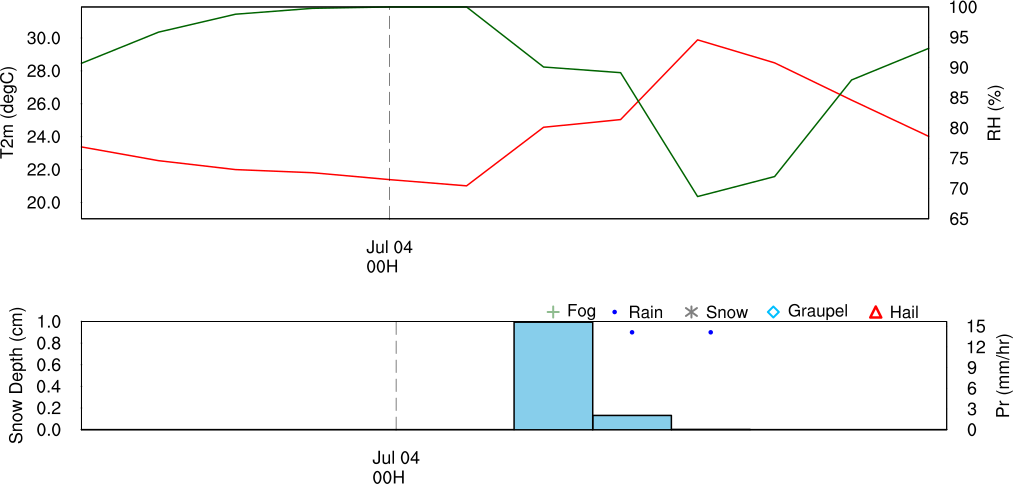 T2m (degC)
30.0
28.0
26.0
24.0
22.0
20.0
100
95
90
85
80
75
70
65
RH (%)
Jul 04
00H
Fog Rain Snow Graupel Hail
Snow Depth (cm)
1.0
0.8
0.6
0.4
0.2
0.0
15
12
9
6
3
0
Pr (mm/hr)
Jul 04
00H